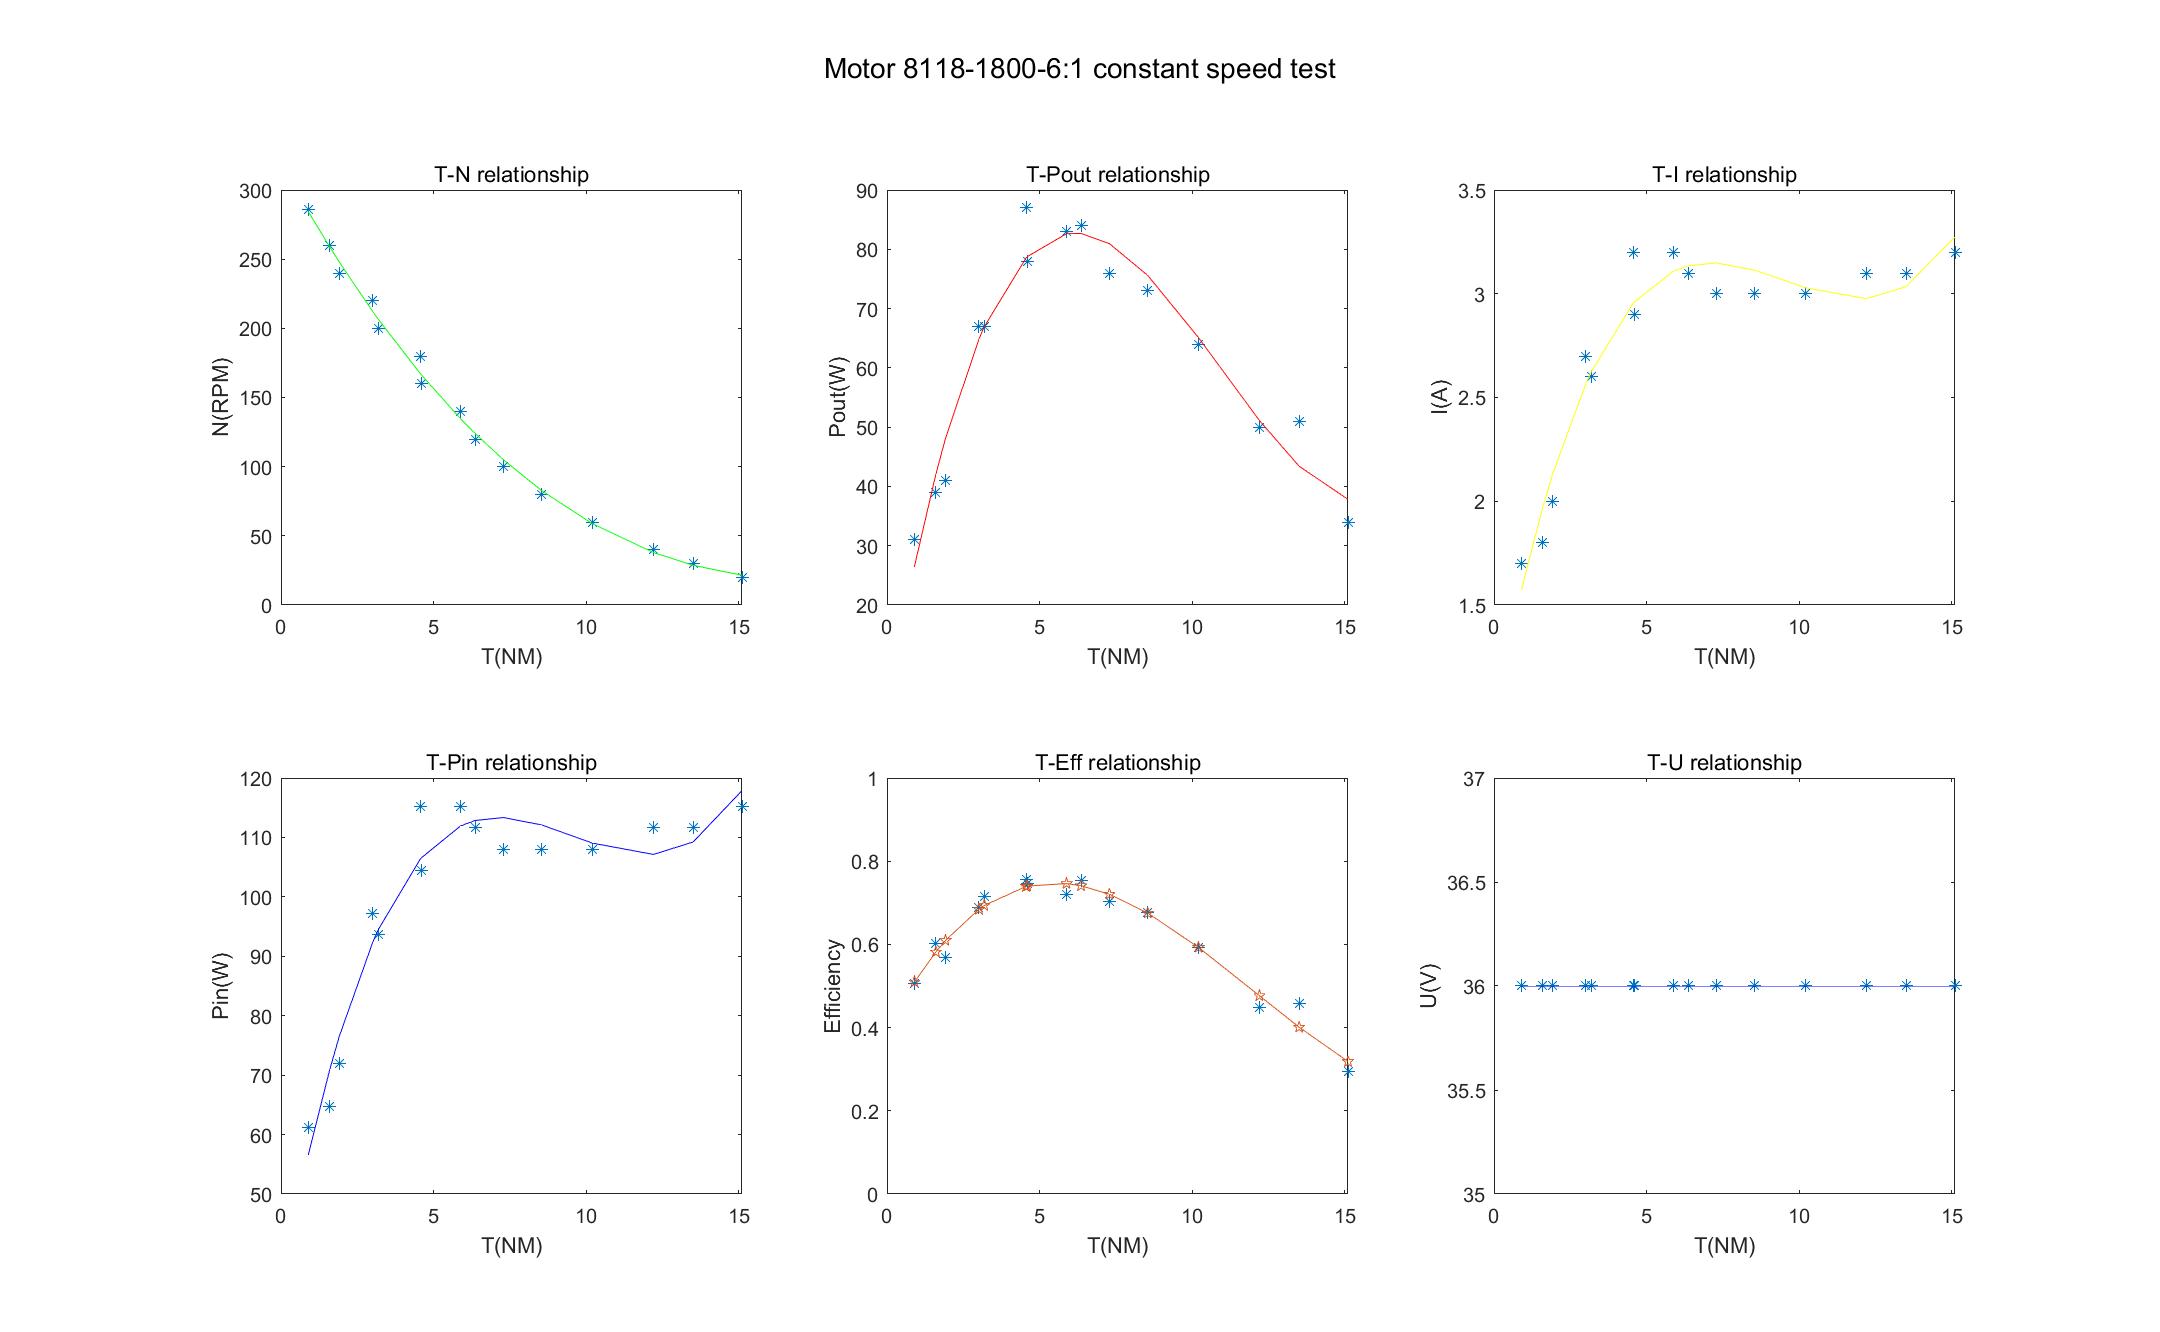 Motor 8118-1800-6:1 constant speed test
T-N relationship
300
250
200
150
100
50
0
0 5 10 15
N(RPM)
T(NM)
T-Pout relationship
90
80
70
60
50
40
30
20
0 5 10 15
Pout(W)
T(NM)
T-I relationship
3.5
3
2.5
2
1.5
0 5 10 15
I(A)
T(NM)
T-Pin relationship
120
110
100
90
80
70
60
50
0 5 10 15
Pin(W)
T(NM)
T-Eff relationship
1
0.8
0.6
0.4
0.2
0
0 5 10 15
Efficiency
T(NM)
T-U relationship
37
36.5
36
35.5
35
0 5 10 15
U(V)
T(NM)